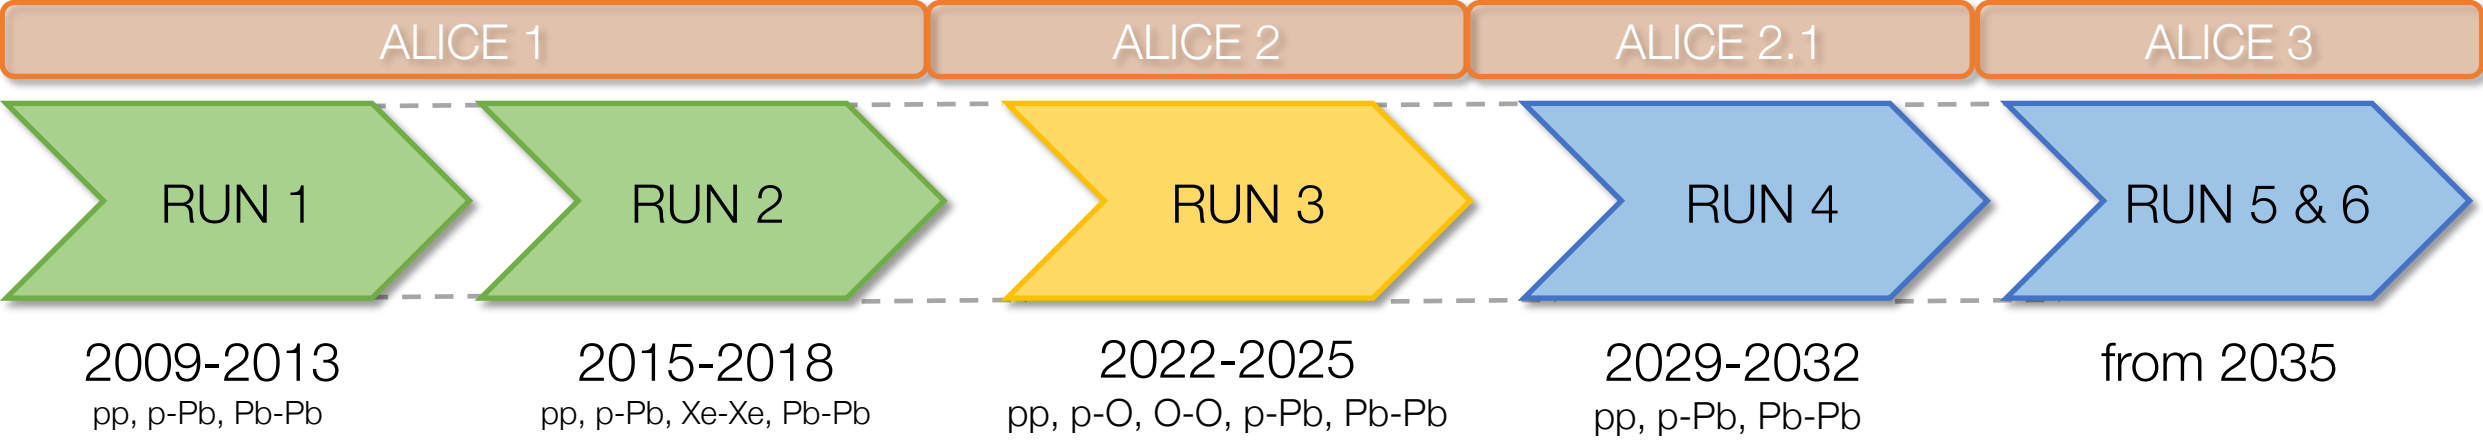 ALICE 1 ALICE 2 ALICE 2.1 ALICE 3
RUN 1 RUN 2 RUN 3 RUN 4 RUN 5 & 6
2009-2013 2015-2018 2022-2025 2029-2032 from 2035
pp, p-Pb, Pb-Pb pp, p-Pb, Xe-Xe, Pb-Pb pp, p-O, O-O, p-Pb, Pb-Pb pp, p-Pb, Pb-Pb